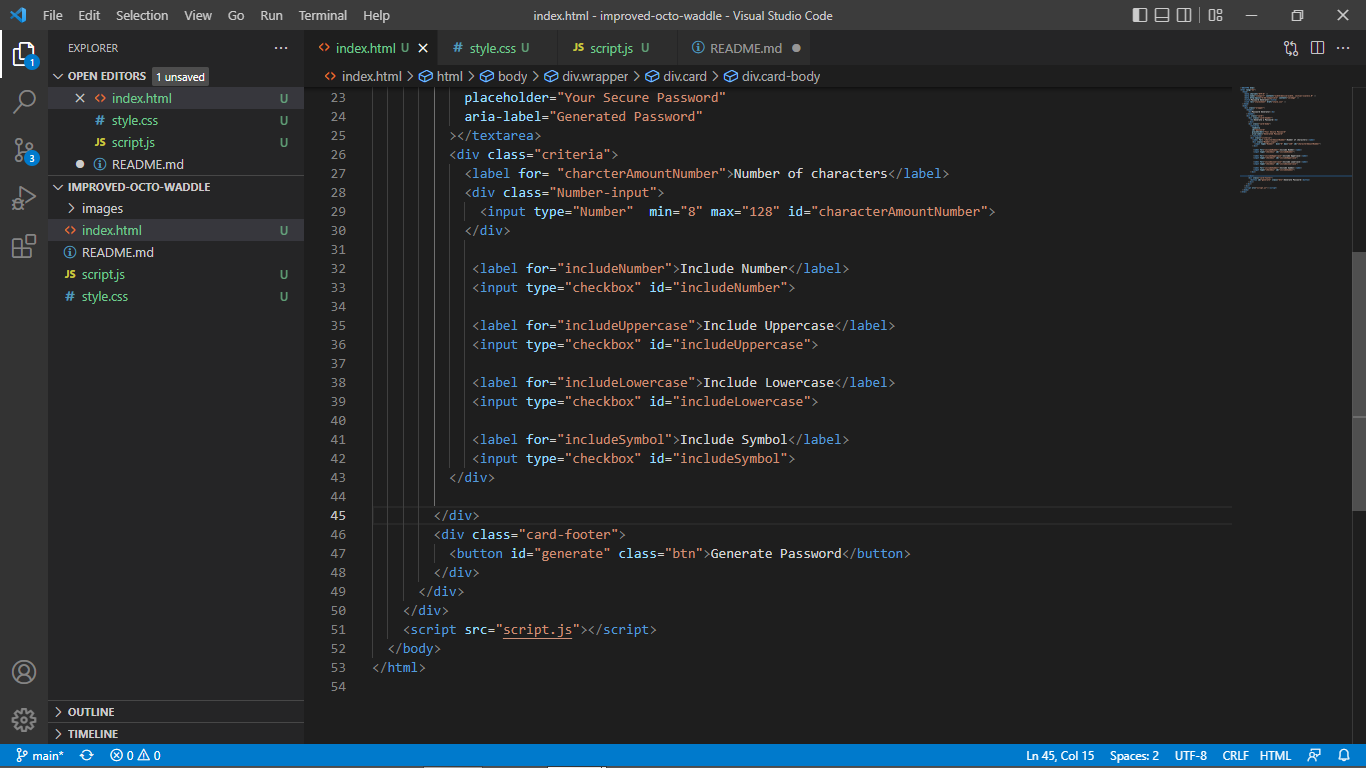 File Edit Selection View Go Run Terminal Help
index.html - improved-octo-waddle - Visual Studio Code
EXPLORER
OPEN EDITORS 1 unsaved
index.html U
# style.css U
JS script.js U
README.md
IMPROVED-OCTO-WADDLE
images
index.html U
README.md
JS script.js U
# style.css U
OUTLINE
TIMELINE
1
3
index.html U
# style.css U
JS script.js U
README.md
index.html > html > body > div.wrapper > div.card > div.card-body
23 placeholder="Your Secure Password"
24 aria-label="Generated Password"
25 ></textarea>
26 <div class="criteria">
27 <label for= "charcterAmountNumber">Number of characters</label>
28 <div class="Number-input">
29 <input type="Number"  min="8" max="128" id="characterAmountNumber">
30 </div>
31
32 <label for="includeNumber">Include Number</label>
33 <input type="checkbox" id="includeNumber">
34
35 <label for="includeUppercase">Include Uppercase</label>
36 <input type="checkbox" id="includeUppercase">
37
38 <label for="includeLowercase">Include Lowercase</label>
39 <input type="checkbox" id="includeLowercase">
40
41 <label for="includeSymbol">Include Symbol</label>
42 <input type="checkbox" id="includeSymbol">
43 </div>
44
45 </div>
46 <div class="card-footer">
47 <button id="generate" class="btn">Generate Password</button>
48 </div>
49 </div>
50 </div>
51 <script src="script.js"></script>
52 </body>
53 </html>
54
main* 0 0 Ln 45, Col 15 Spaces: 2 UTF-8 CRLF HTML